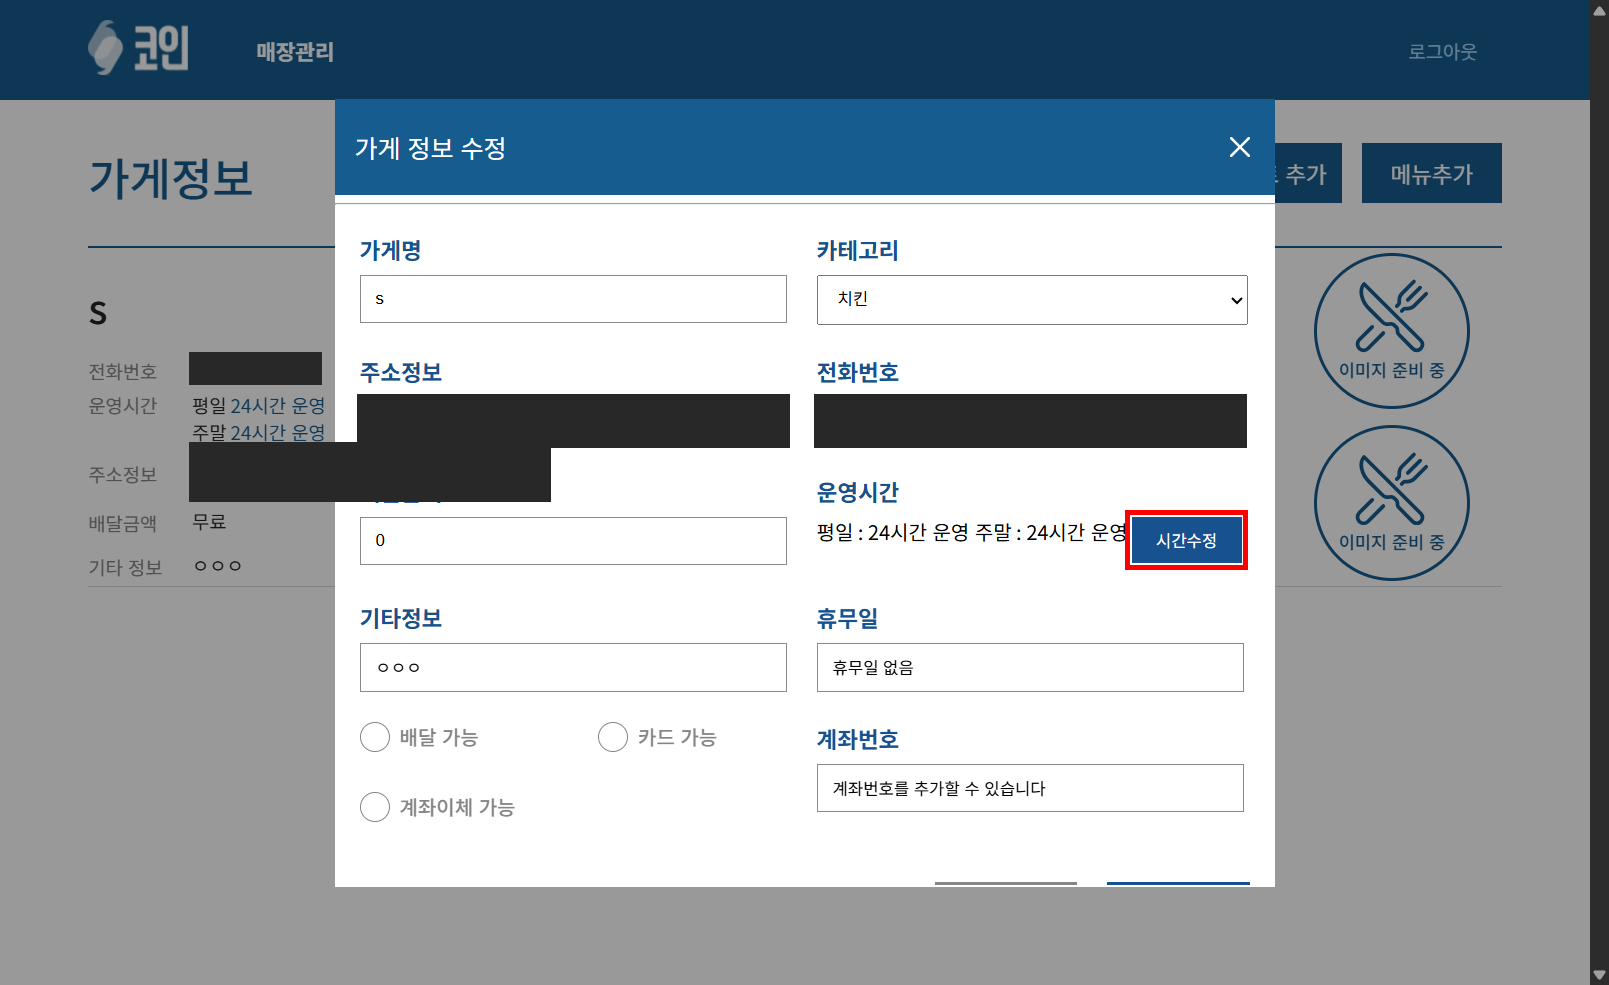 코인
매장관리
로그아웃
가게정보
추가
메뉴추가
가게 정보 수정
s
전화번호
운영시간
평일 24시간 운영
주말 24시간 운영
주소정보
배달금액
무료
기타 정보
ㅇㅇㅇ
가게명
s
카테고리
치킨
주소정보
전화번호
0
운영시간
평일 : 24시간 운영 주말 : 24시간 운영
시간수정
기타정보
ㅇㅇㅇ
휴무일
휴무일 없음
배달 가능
카드 가능
계좌이체 가능
계좌번호
계좌번호를 추가할 수 있습니다
이미지 준비 중
이미지 준비 중